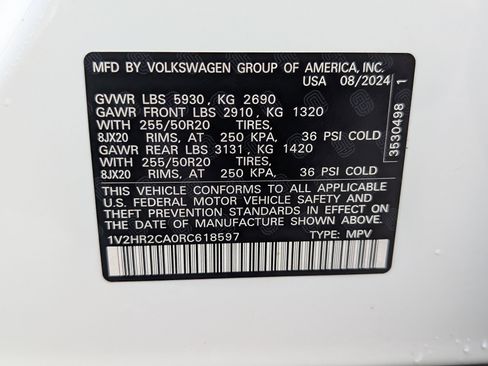 MFD BY VOLKSWAGEN GROUP OF AMERICA, INC.
USA 08/2024
GVWR LBS 5930, KG 2690
GAWR FRONT LBS 2910, KG 1320
WITH 255/50R20 TIRES,
8JX20 RIMS, AT 250 KPA, 36 PSI COLD
GAWR REAR LBS 3131, KG 1420
WITH 255/50R20 TIRES,
8JX20 RIMS, AT 250 KPA, 36 PSI COLD
THIS VEHICLE CONFORMS TO ALL APPLICABLE
U.S. FEDERAL MOTOR VEHICLE SAFETY AND
THEFT PREVENTION STANDARDS IN EFFECT ON
THE DATE OF MANUFACTURE SHOWN ABOVE.
1V2HR2CA0RC618597 TYPE: MPV
3530498 1